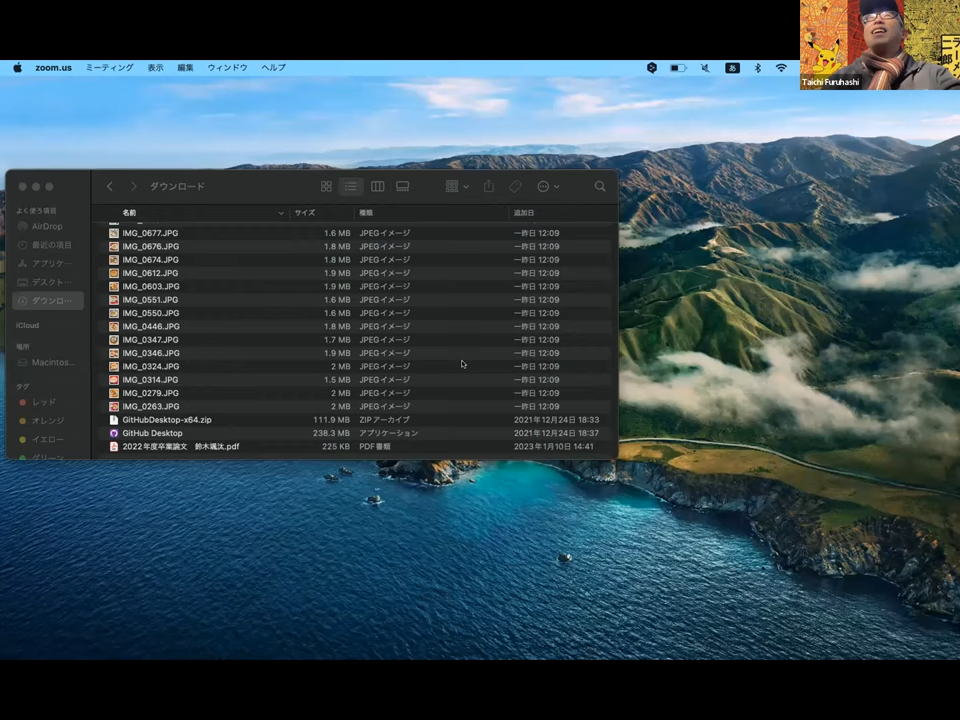 zoom.us ミーティング 表示 編集 ウィンドウ ヘルプ あ
Taichi Furuhashi
ダウンロード
よく使う項目
AirDrop
最近の項目
アプリケ…
デスクト…
ダウンロ…
iCloud
場所
Macintos…
タグ
レッド
オレンジ
イエロー
グリーン
名前 サイズ 種類 追加日
IMG_0677.JPG 1.6 MB JPEGイメージ 一昨日 12:09
IMG_0676.JPG 1.8 MB JPEGイメージ 一昨日 12:09
IMG_0674.JPG 1.8 MB JPEGイメージ 一昨日 12:09
IMG_0612.JPG 1.9 MB JPEGイメージ 一昨日 12:09
IMG_0603.JPG 1.9 MB JPEGイメージ 一昨日 12:09
IMG_0551.JPG 1.6 MB JPEGイメージ 一昨日 12:09
IMG_0550.JPG 1.6 MB JPEGイメージ 一昨日 12:09
IMG_0446.JPG 1.8 MB JPEGイメージ 一昨日 12:09
IMG_0347.JPG 1.7 MB JPEGイメージ 一昨日 12:09
IMG_0346.JPG 1.9 MB JPEGイメージ 一昨日 12:09
IMG_0324.JPG 2 MB JPEGイメージ 一昨日 12:09
IMG_0314.JPG 1.5 MB JPEGイメージ 一昨日 12:09
IMG_0279.JPG 2 MB JPEGイメージ 一昨日 12:09
IMG_0263.JPG 2 MB JPEGイメージ 一昨日 12:09
GitHubDesktop-x64.zip 111.9 MB ZIPアーカイブ 2021年12月24日 18:33
GitHub Desktop 238.3 MB アプリケーション 2021年12月24日 18:37
2022年度卒業論文 鈴木颯汰.pdf 225 KB PDF書類 2023年1月10日 14:41